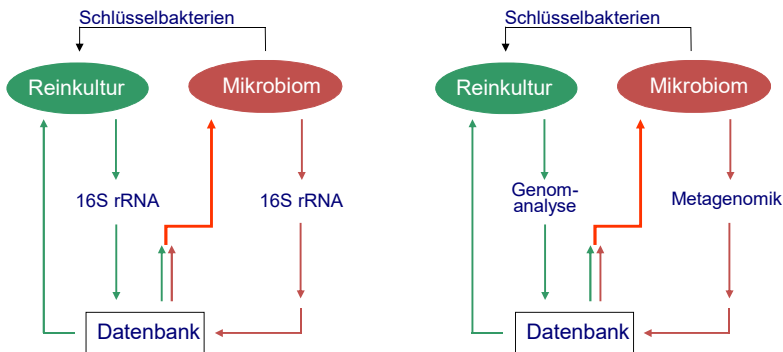 Schlüsselbakterien
Reinkultur
Mikrobiom
16S rRNA
16S rRNA
Datenbank
Schlüsselbakterien
Reinkultur
Mikrobiom
Genom-
analyse
Metagenomik
Datenbank